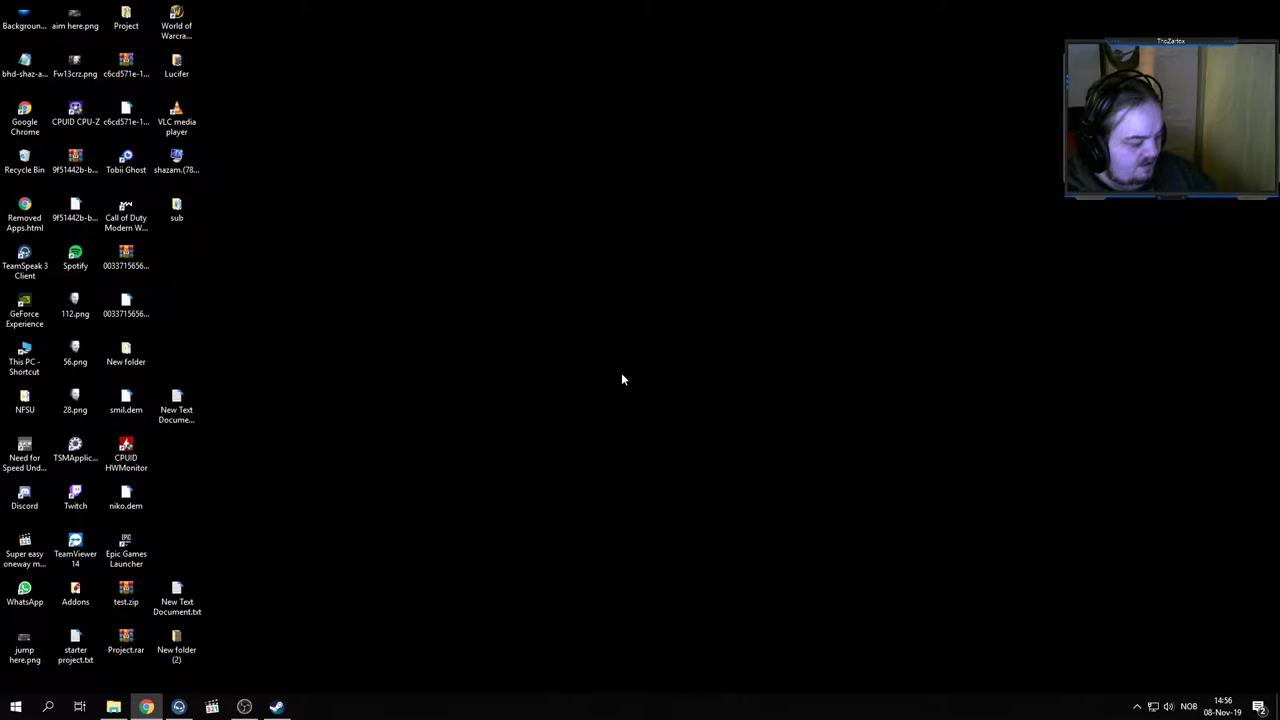 Backgroun...
aim here.png
Project
World of
Warcra...
bhd-shaz-a...
Fw13crz.png
c6cd571e-1...
Lucifer
Google
Chrome
CPUID CPU-Z
c6cd571e-1...
VLC media
player
Recycle Bin
9f51442b-b...
Tobii Ghost
shazam.(78...
Removed
Apps.html
9f51442b-b...
Call of Duty
Modern W...
sub
TeamSpeak 3
Client
Spotify
0033715656...
GeForce
Experience
112.png
0033715656...
This PC -
Shortcut
56.png
New folder
NFSU
28.png
smil.dem
New Text
Docume...
Need for
Speed Und...
TSMApplic...
CPUID
HWMonitor
Discord
Twitch
niko.dem
Super easy
oneway m...
TeamViewer
14
Epic Games
Launcher
WhatsApp
Addons
test.zip
New Text
Document.txt
jump
here.png
starter
project.txt
Project.rar
New folder
(2)
NOB
14:56
08-Nov-19
2